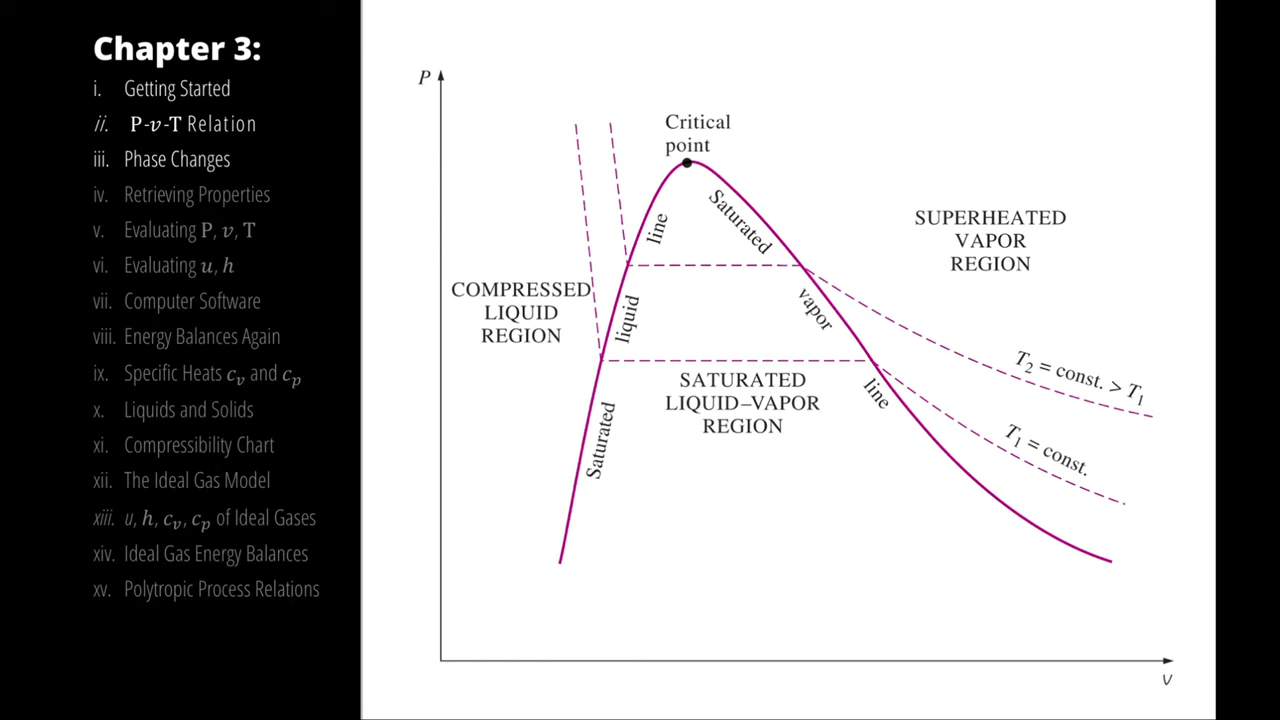 Chapter 3:
i. Getting Started
ii. P-v-T Relation
iii. Phase Changes
iv. Retrieving Properties
v. Evaluating P, v, T
vi. Evaluating u, h
vii. Computer Software
viii. Energy Balances Again
ix. Specific Heats cᵥ and cₚ
x. Liquids and Solids
xi. Compressibility Chart
xii. The Ideal Gas Model
xiii. u, h, cᵥ, cₚ of Ideal Gases
xiv. Ideal Gas Energy Balances
xv. Polytropic Process Relations
P
Critical
point
Saturated
liquid
line
Saturated
vapor
line
SUPERHEATED
VAPOR
REGION
COMPRESSED
LIQUID
REGION
SATURATED
LIQUID–VAPOR
REGION
T₂ = const. > T₁
T₁ = const.
v